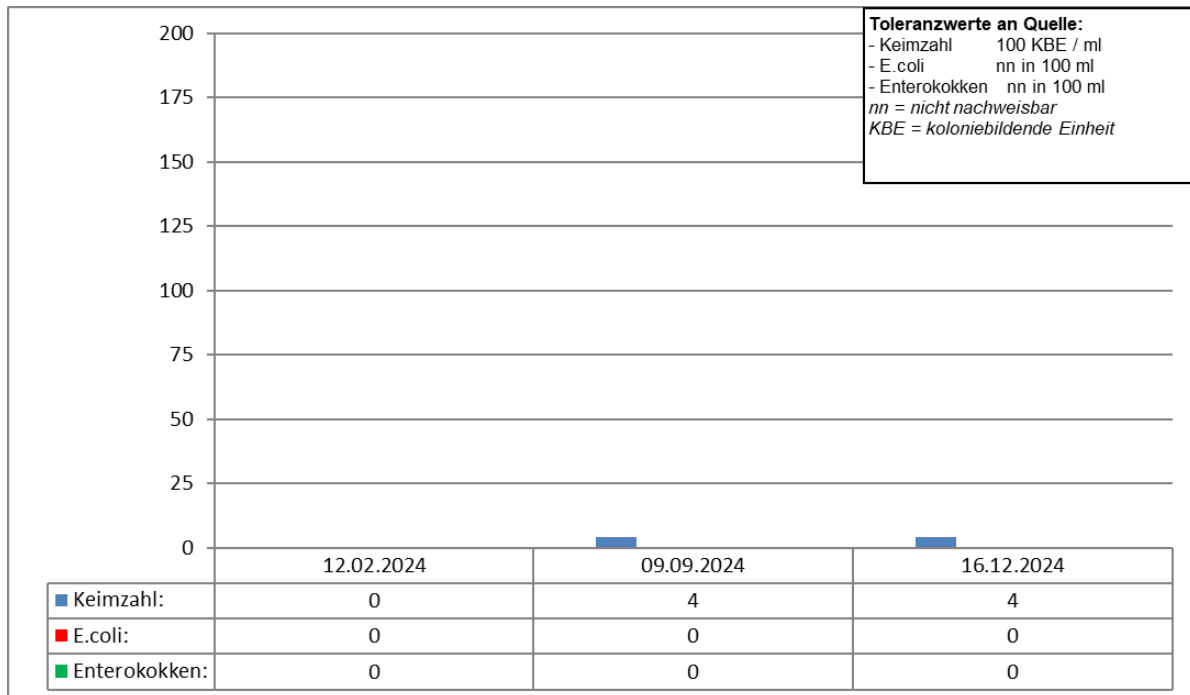 Toleranzwerte an Quelle:
- Keimzahl 100 KBE / ml
- E.coli nn in 100 ml
- Enterokokken nn in 100 ml
nn = nicht nachweisbar
KBE = koloniebildende Einheit
200
175
150
125
100
75
50
25
0
12.02.2024 09.09.2024 16.12.2024
Keimzahl: 0 4 4
E.coli: 0 0 0
Enterokokken: 0 0 0